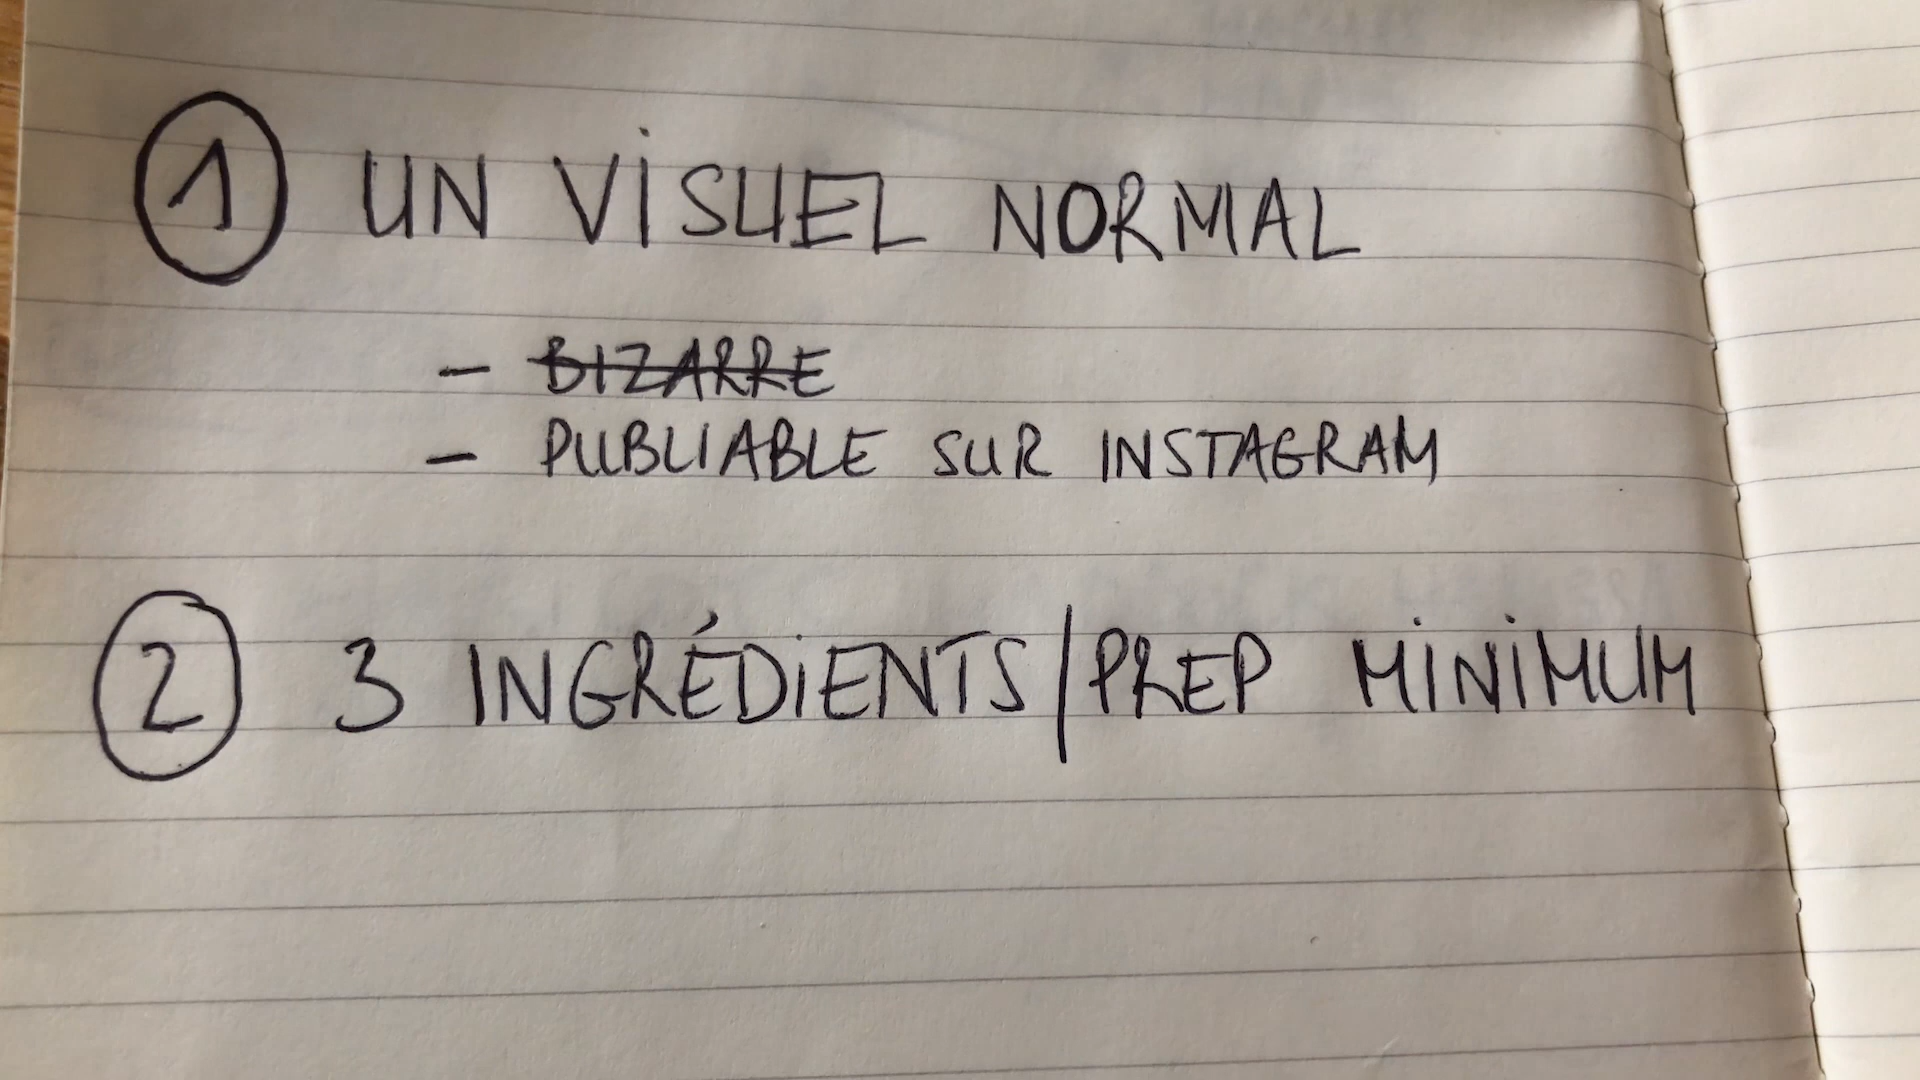 1 UN VISUEL NORMAL
- BIZARRE
- PUBLIABLE SUR INSTAGRAM
2 3 INGRÉDIENTS/PREP MINIMUM